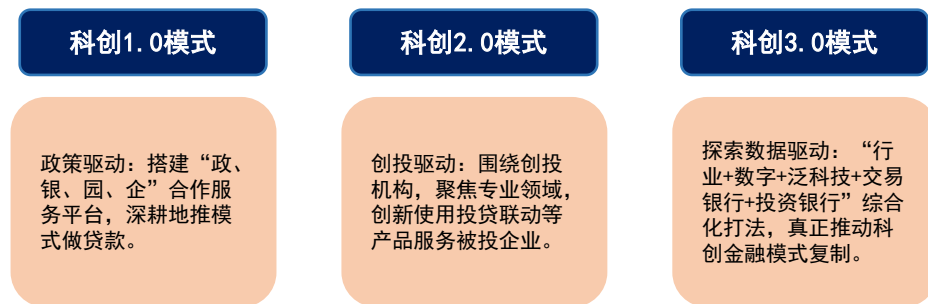 科创1.0模式
政策驱动：搭建“政、
银、园、企”合作服
务平台，深耕地推模
式做贷款。
科创2.0模式
创投驱动：围绕创投
机构，聚焦专业领域，
创新使用投贷联动等
产品服务被投企业。
科创3.0模式
探索数据驱动：“行
业+数字+泛科技+交易
银行+投资银行”综合
化打法，真正推动科
创金融模式复制。